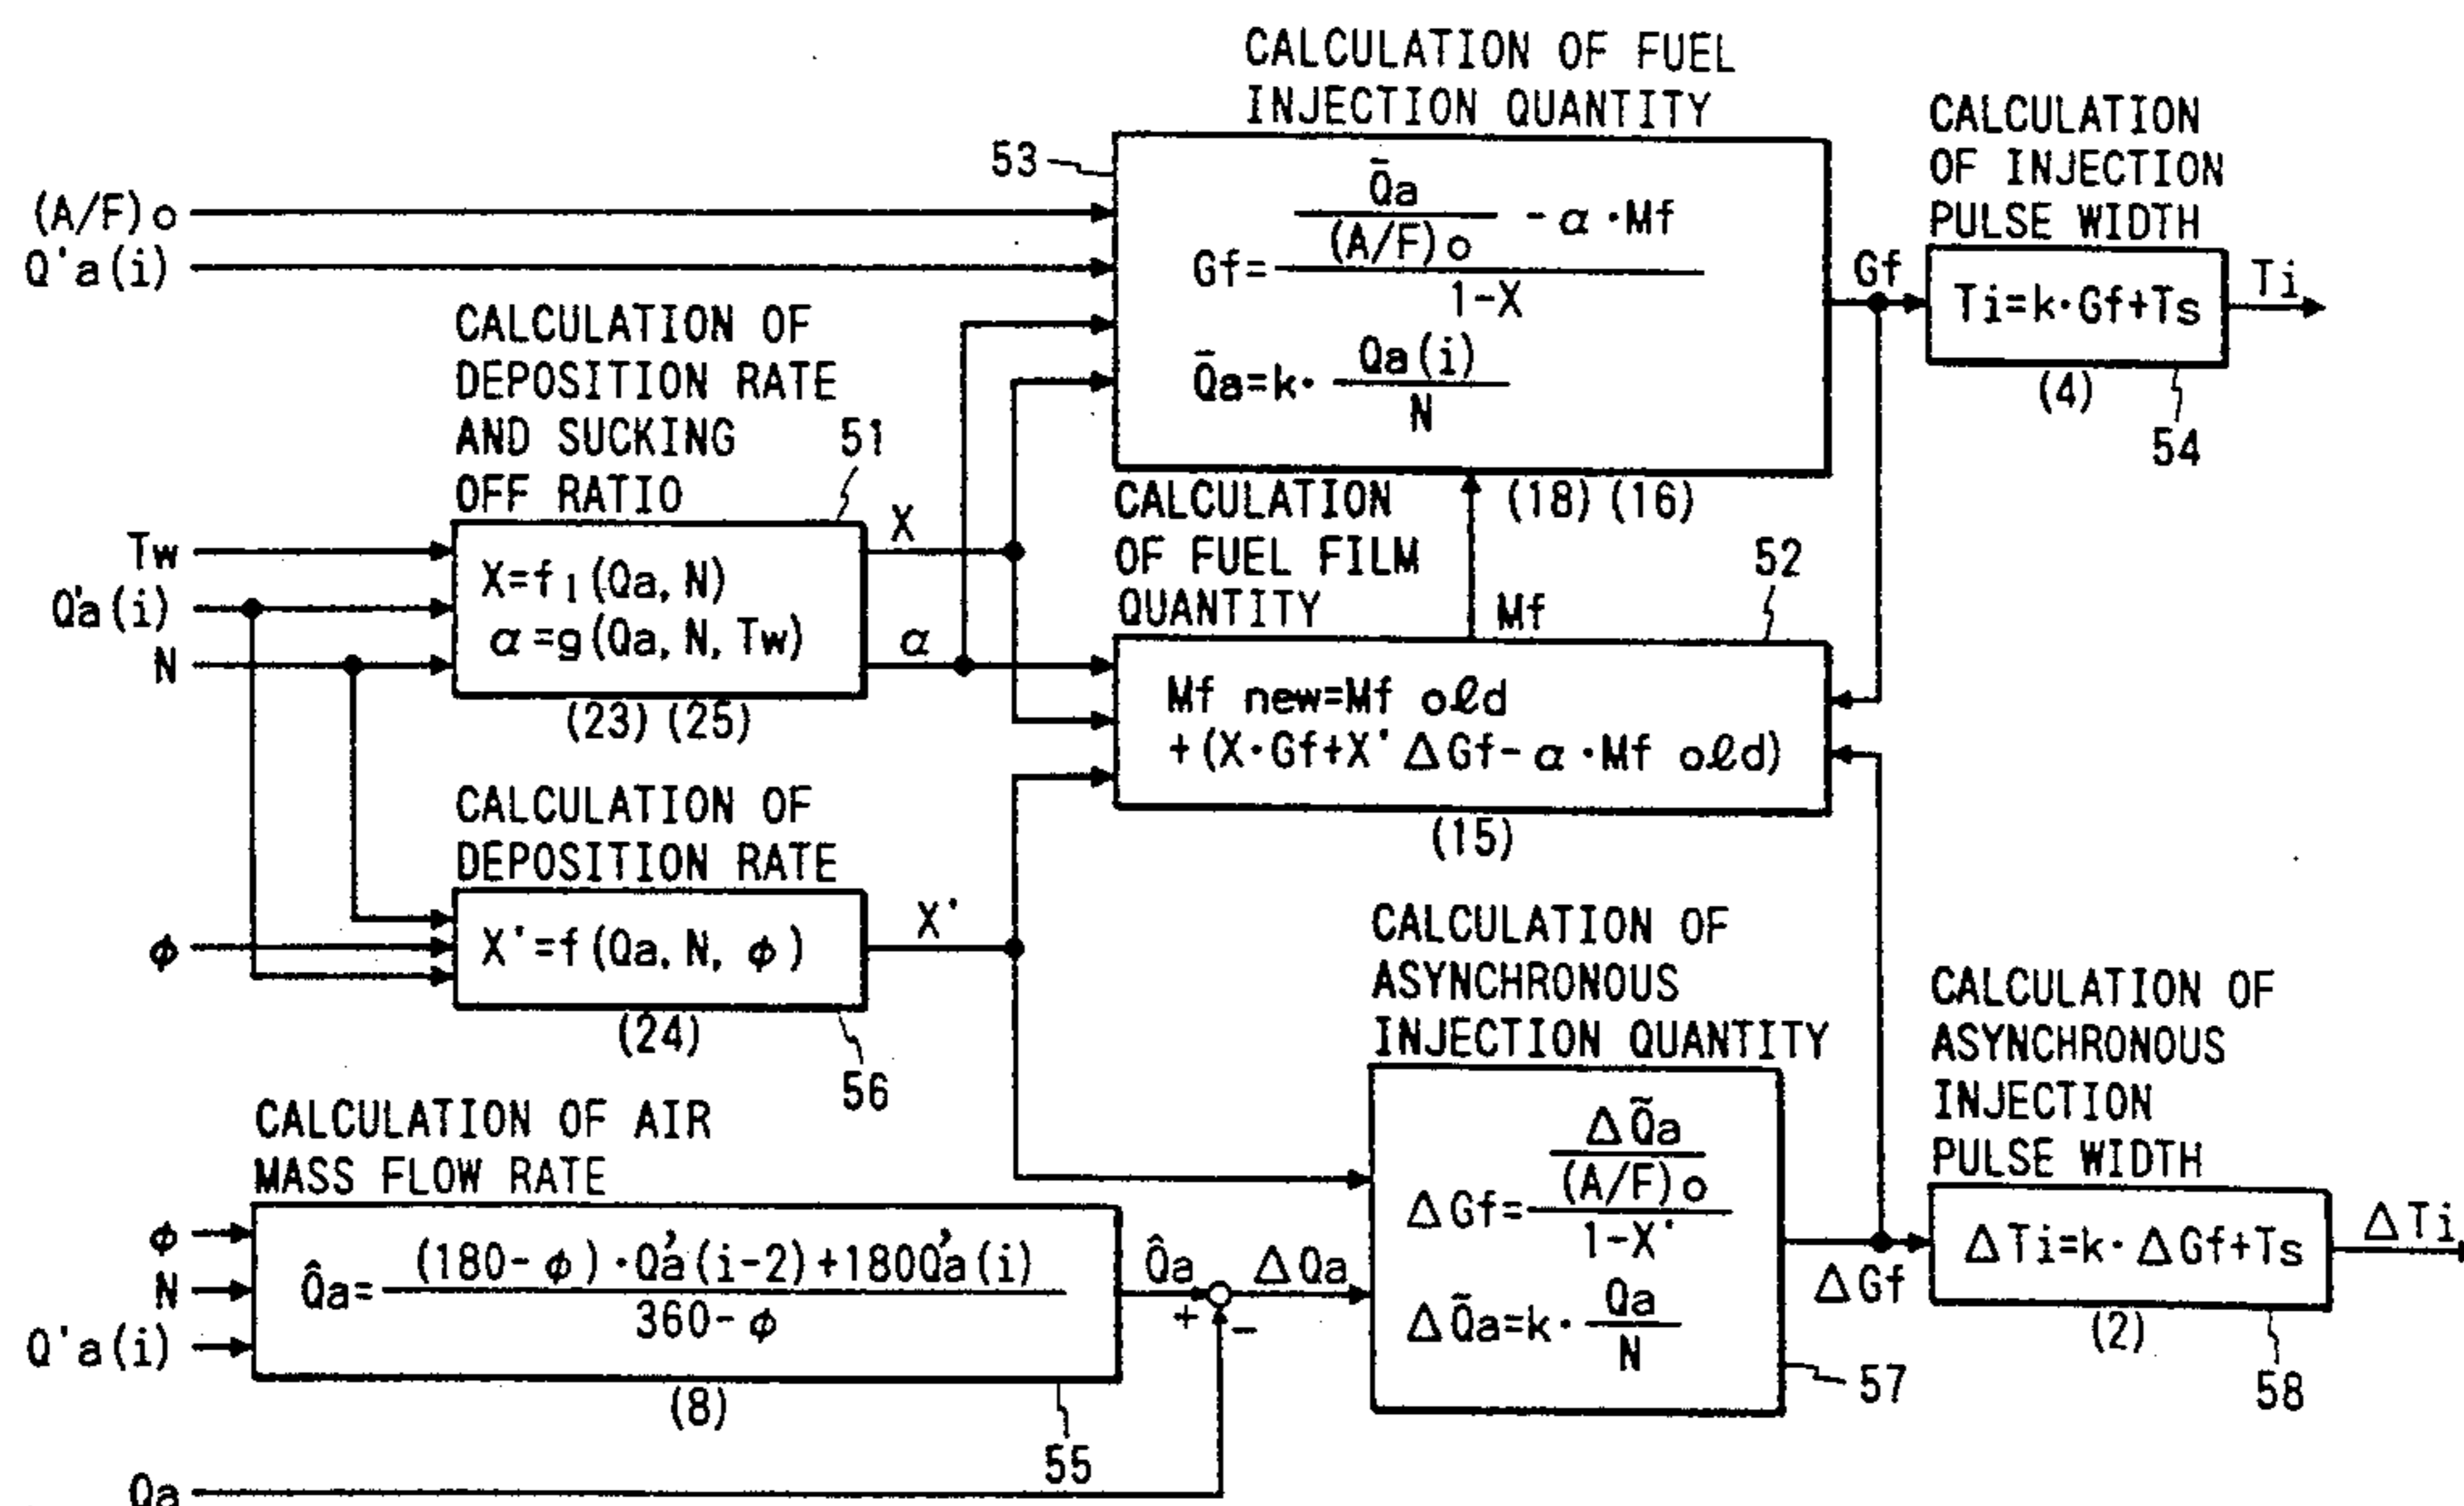 CALCULATION OF FUEL
INJECTION QUANTITY
53
(A/F)o
Q'a(i)
Gf=
Q̄a
(A/F)o
-α·Mf
1-X
Q̄a=k·
Qa(i)
N
(18) (16)
Gf
CALCULATION
OF INJECTION
PULSE WIDTH
Ti=k·Gf+Ts
Ti
(4)
54
CALCULATION OF
DEPOSITION RATE
AND SUCKING
OFF RATIO
51
Tw
Q'a(i)
N
X=f1(Qa, N)
α=g(Qa, N, Tw)
(23) (25)
X
α
CALCULATION
OF FUEL FILM
QUANTITY
Mf
52
Mf new=Mf old
+(X·Gf+X' ΔGf-α·Mf old)
(15)
CALCULATION OF
DEPOSITION RATE
ϕ
X'=f(Qa, N, ϕ)
X'
(24)
56
CALCULATION OF AIR
MASS FLOW RATE
ϕ
N
Q'a(i)
Q̂a=
(180-ϕ)·Q'a(i-2)+180Q'a(i)
360-ϕ
(8)
55
Qa
Q̂a
+
-
ΔQa
CALCULATION OF
ASYNCHRONOUS
INJECTION QUANTITY
ΔGf=
ΔQ̃a
(A/F)o
1-X'
ΔQ̃a=k·
Qa
N
57
ΔGf
CALCULATION OF
ASYNCHRONOUS
INJECTION
PULSE WIDTH
ΔTi=k·ΔGf+Ts
ΔTi
(2)
58